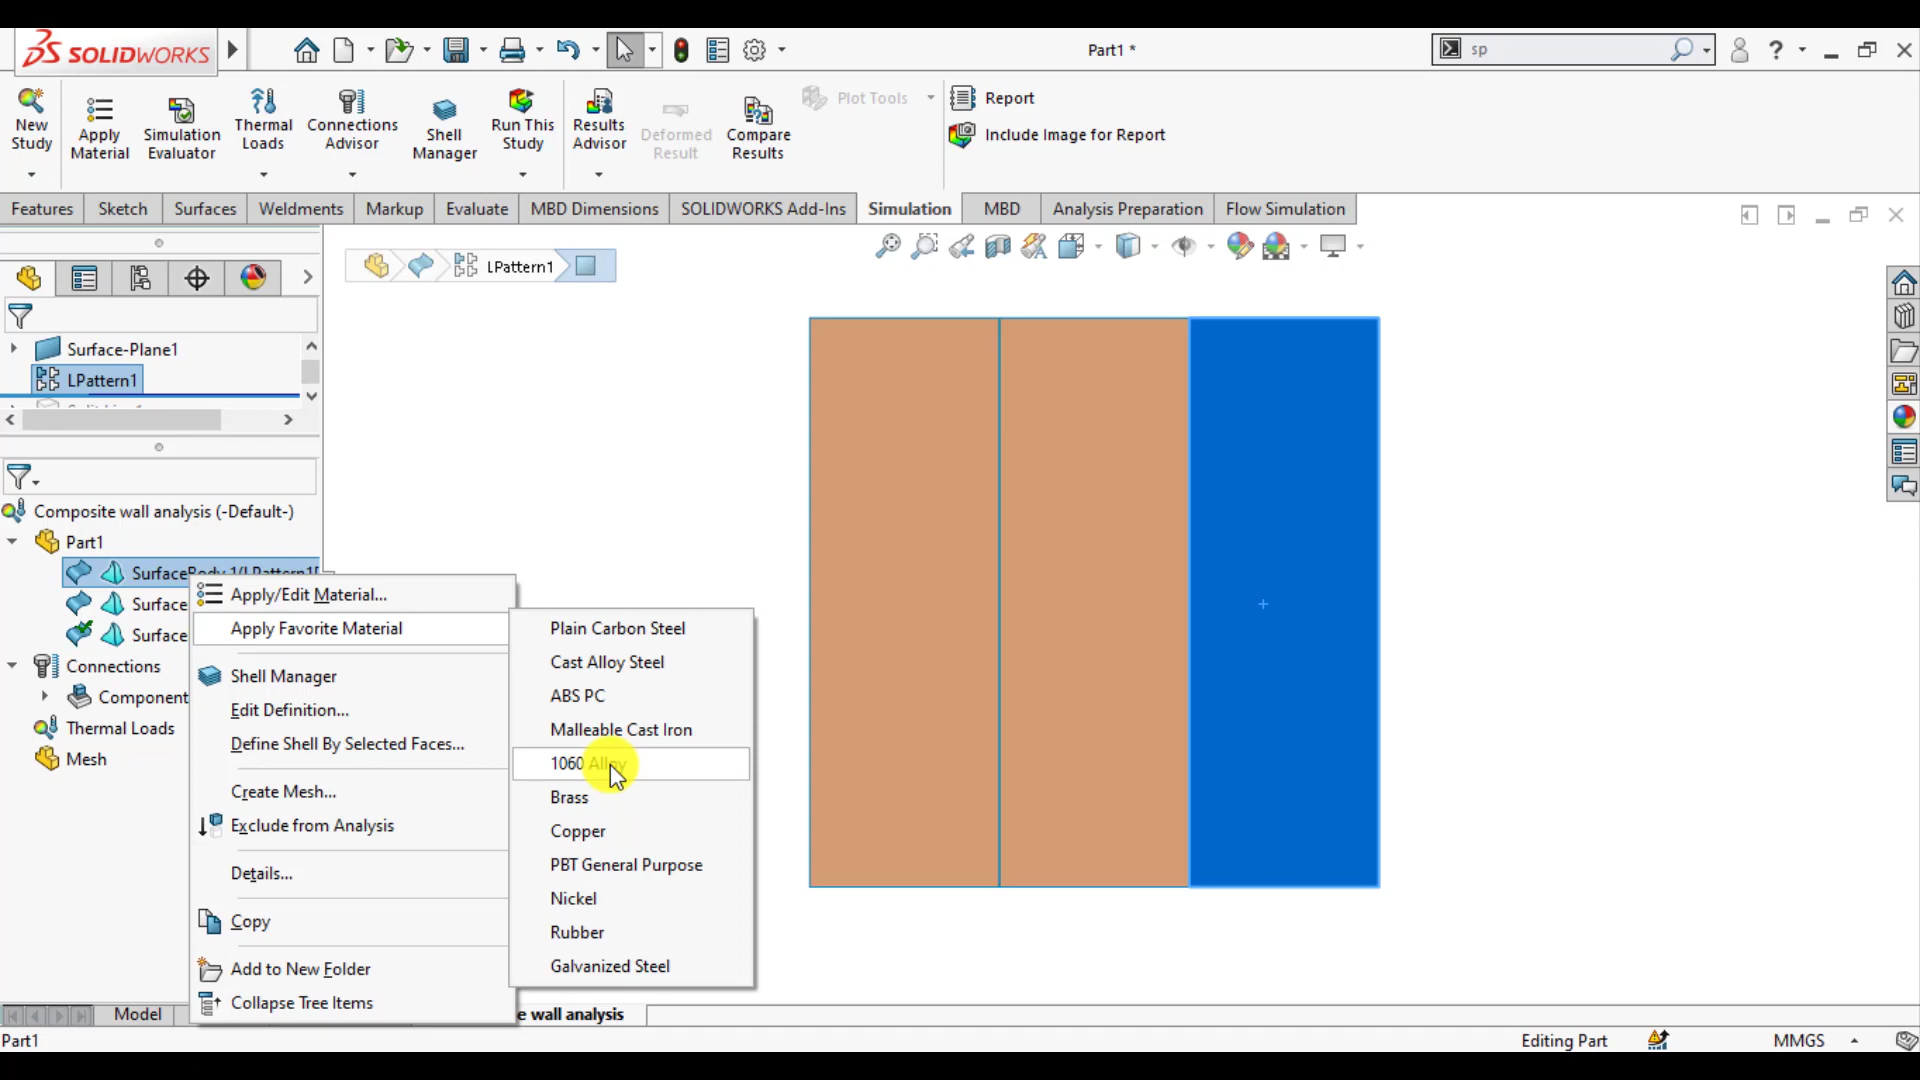 SOLIDWORKS
Part1 *
sp
New Study
Apply Material
Simulation Evaluator
Thermal Loads
Connections Advisor
Shell Manager
Run This Study
Results Advisor
Deformed Result
Compare Results
Plot Tools
Report
Include Image for Report
Features
Sketch
Surfaces
Weldments
Markup
Evaluate
MBD Dimensions
SOLIDWORKS Add-Ins
Simulation
MBD
Analysis Preparation
Flow Simulation
LPattern1
Surface-Plane1
LPattern1
Composite wall analysis (-Default-)
Part1
SurfaceBody 1(LPattern1[
Surface
Surface
Connections
Component
Thermal Loads
Mesh
Apply/Edit Material...
Apply Favorite Material
Shell Manager
Edit Definition...
Define Shell By Selected Faces...
Create Mesh...
Exclude from Analysis
Details...
Copy
Add to New Folder
Collapse Tree Items
Plain Carbon Steel
Cast Alloy Steel
ABS PC
Malleable Cast Iron
1060 Alloy
Brass
Copper
PBT General Purpose
Nickel
Rubber
Galvanized Steel
Model
e wall analysis
Part1
Editing Part
MMGS